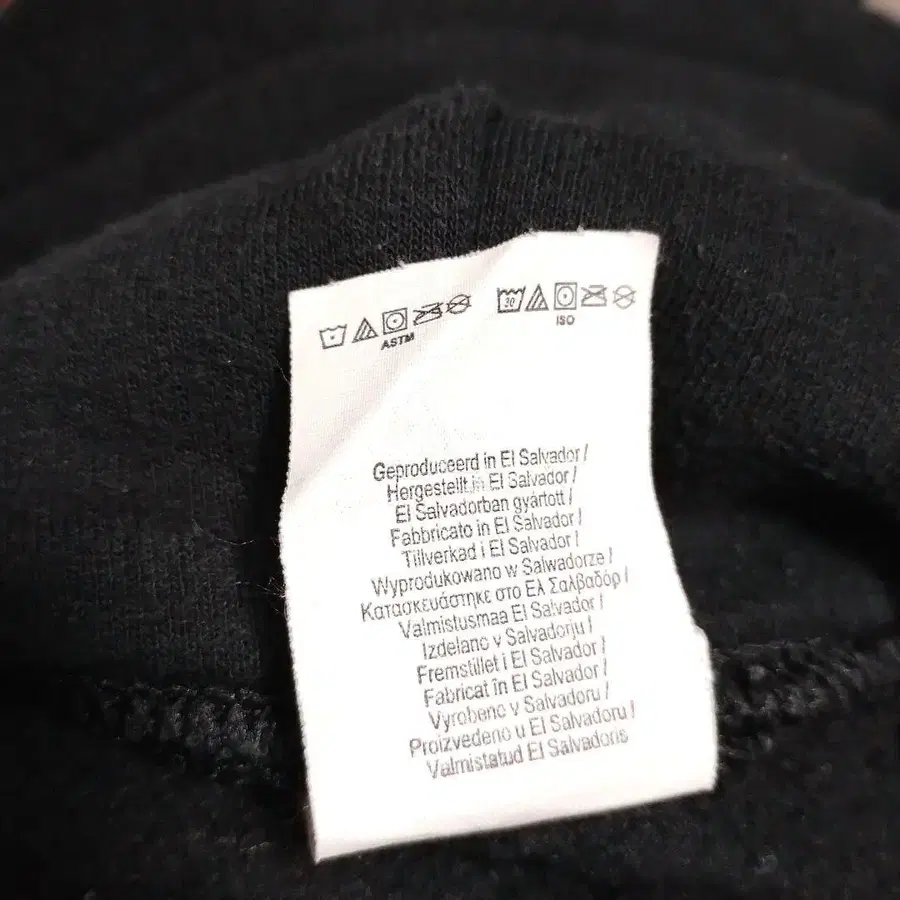 ASTM
30
ISO
Geproduceerd in El Salvador /
Hergestellt in El Salvador /
El Salvadorban gyártott /
Fabbricato in El Salvador /
Tillverkad i El Salvador /
Wyprodukowano w Salwadorze /
Κατασκευάστηκε στο Ελ Σαλβαδόρ /
Valmistusmaa El Salvador /
Izdelano v Salvadorju /
Fremstillet i El Salvador /
Fabricat în El Salvador /
Vyrobeno v Salvadoru /
Proizvedeno u El Salvadoru /
Valmistatud El Salvadoris